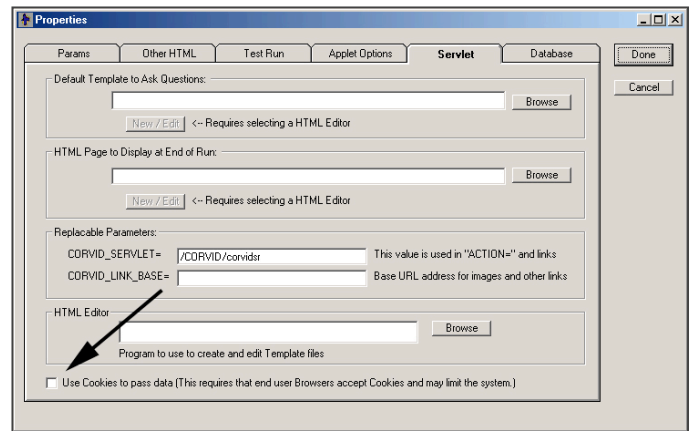 Properties
Params Other HTML Test Run Applet Options Servlet Database
Done
Cancel
Default Template to Ask Questions:
Browse
New / Edit <-- Requires selecting a HTML Editor
HTML Page to Display at End of Run:
Browse
New / Edit <-- Requires selecting a HTML Editor
Replacable Parameters:
CORVID_SERVLET= /CORVID/corvidsr This value is used in "ACTION=" and links
CORVID_LINK_BASE= Base URL address for images and other links
HTML Editor
Browse
Program to use to create and edit Template files
Use Cookies to pass data (This requires that end user Browsers accept Cookies and may limit the system.)